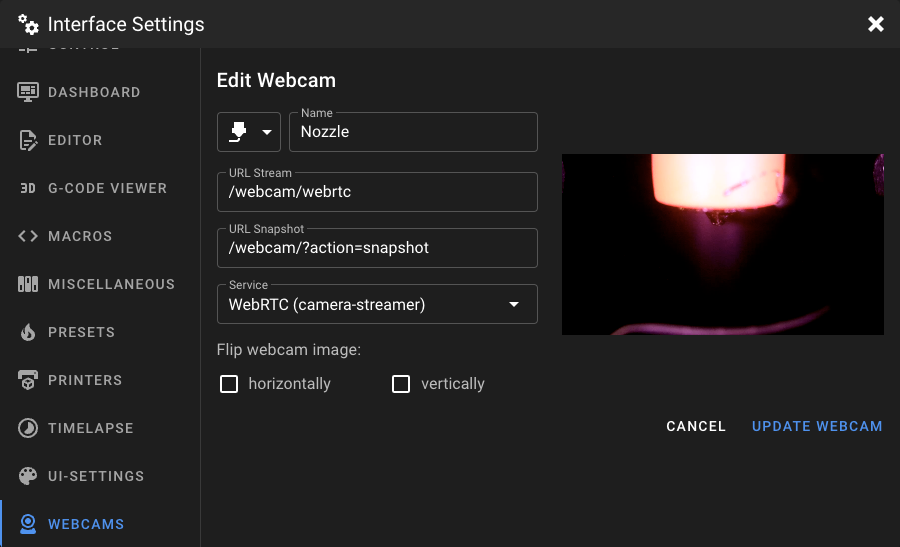 Interface Settings
CONTROL
DASHBOARD
EDITOR
3D G-CODE VIEWER
MACROS
MISCELLANEOUS
PRESETS
PRINTERS
TIMELAPSE
UI-SETTINGS
WEBCAMS
Edit Webcam
Name
Nozzle
URL Stream
/webcam/webrtc
URL Snapshot
/webcam/?action=snapshot
Service
WebRTC (camera-streamer)
Flip webcam image:
horizontally
vertically
CANCEL
UPDATE WEBCAM